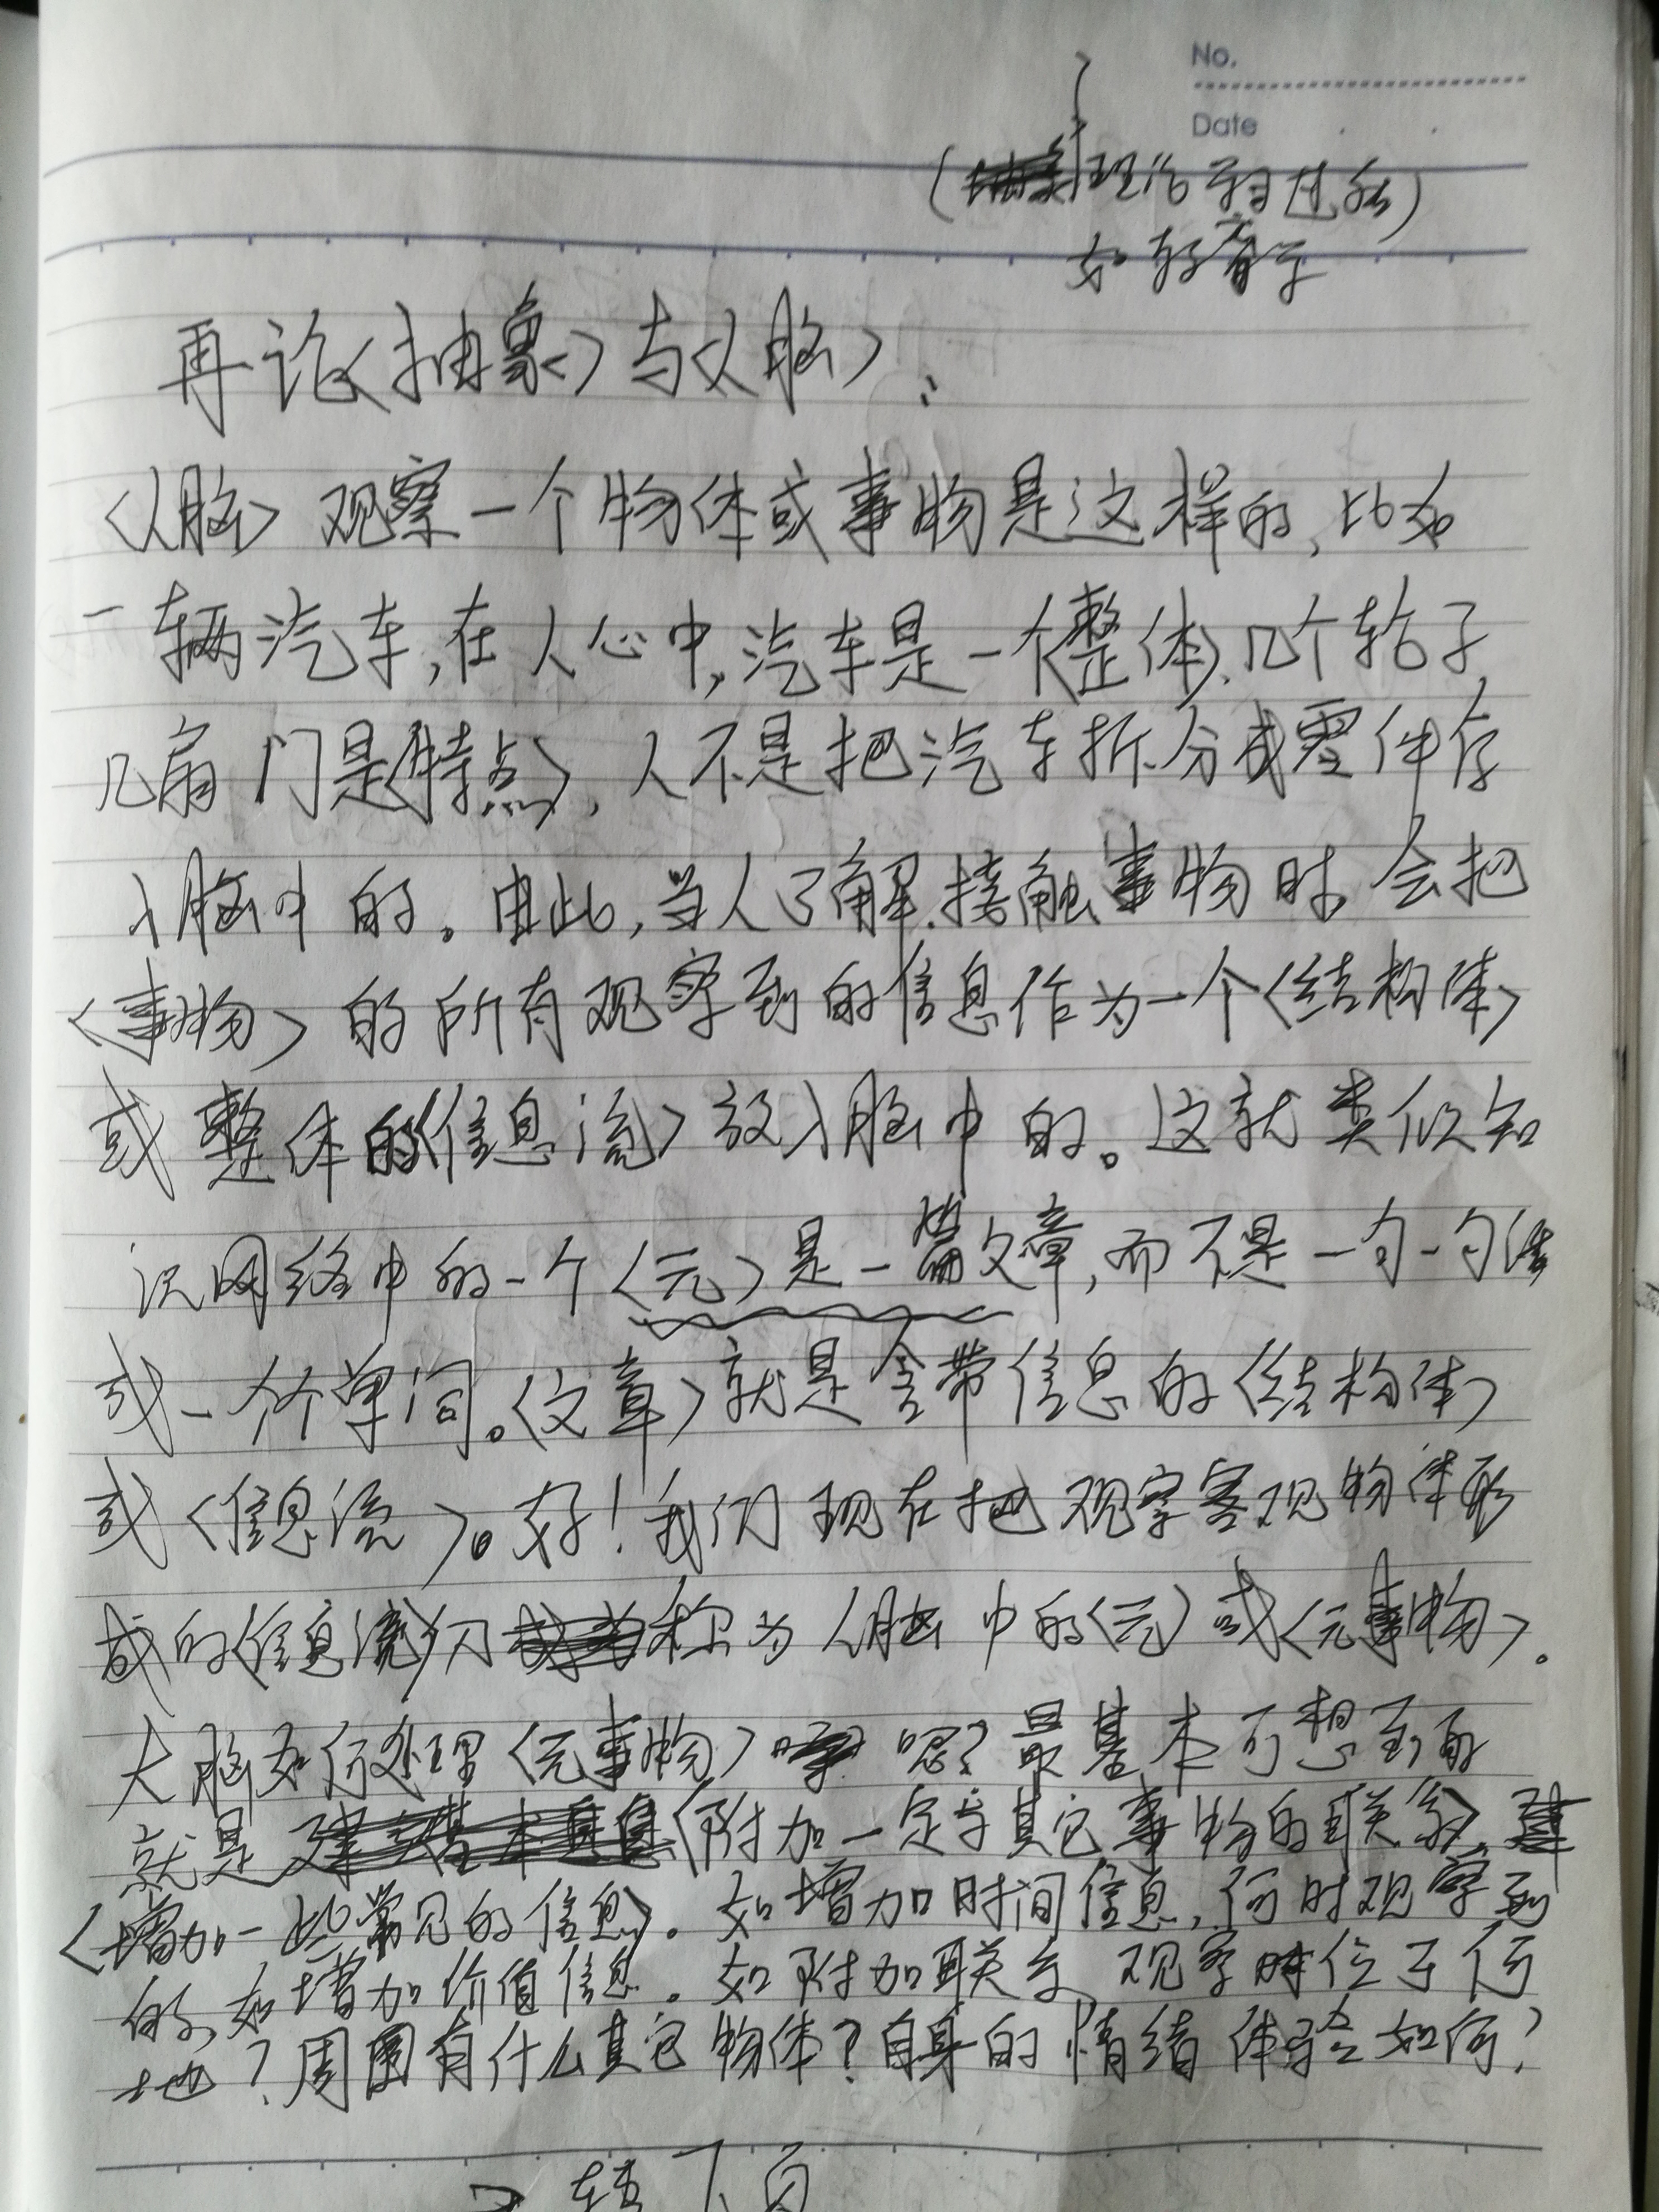 No.
Date
(理论
如
再论〈抽象〉与〈人脑〉:
〈人脑〉观察一个物体或事物是这样的,比如
一辆汽车,在人心中,汽车是一个〈整体〉、几个轮子、
几扇门是〈特点〉,人不是把汽车拆分成零件存
入脑中的。由此,当人了解、接触事物时,会把
〈事物〉的所有观察到的信息作为一个〈结构体〉
或整体的〈信息流〉放入脑中的。这就类似知
识网络中的一个〈元〉是一篇文章,而不是一句一句话
或一个个单词。〈文章〉就是含带信息的〈结构体〉
或〈信息流〉。好!我们现在把观察客观物体形
成的〈信息流〉称为人脑中的〈元〉或〈元事物〉。
大脑如何处理〈元事物〉呢?最基本可想到的
就是〈附加一定与其它事物的联系〉,
〈增加一些常见的信息〉。如增加时间信息,何时观察到
的,如增加价值信息。如附加联系,观察时位于何
地?周围有什么其它物体?自身的情绪体验如何?
转下页